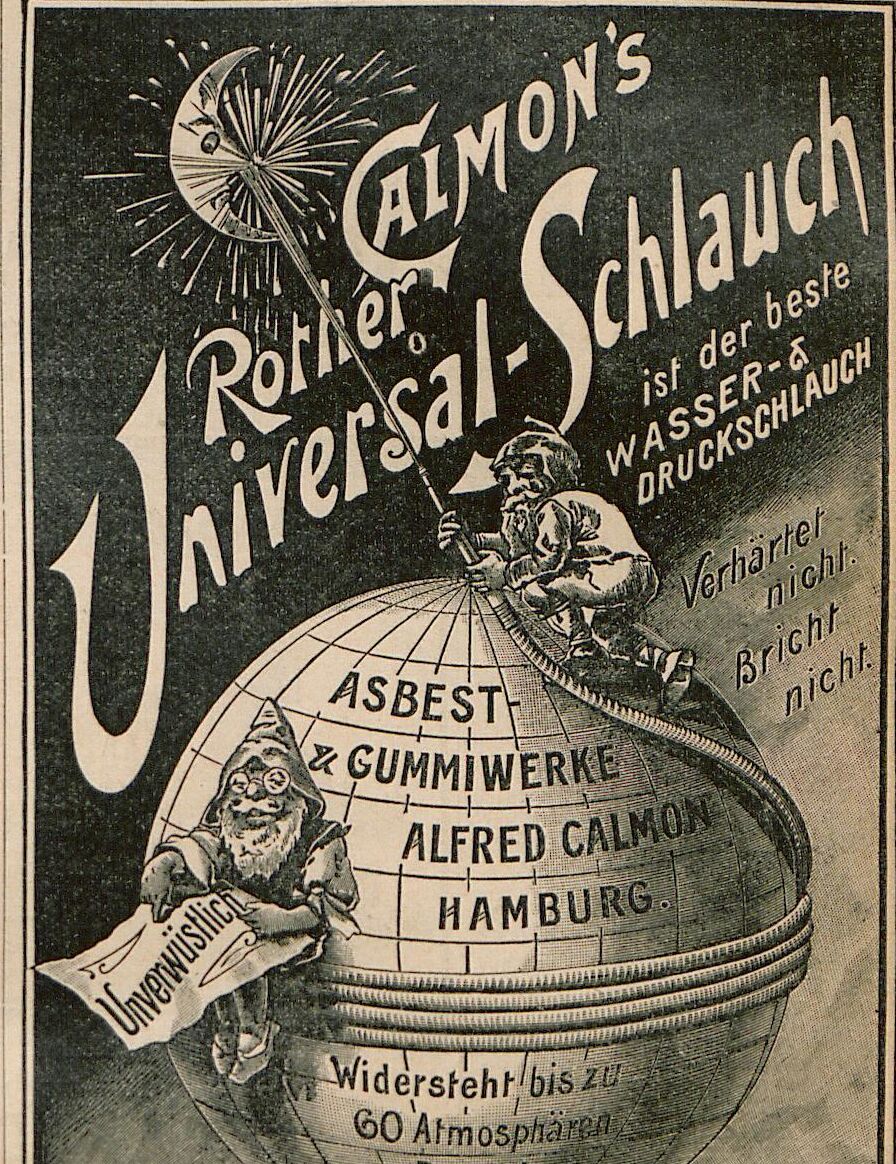 CALMON'S
Rother
Universal-Schlauch
ist der beste
WASSER- &
DRUCKSCHLAUCH
Verhärtet
nicht.
Bricht
nicht.
ASBEST-
& GUMMIWERKE
ALFRED CALMON
HAMBURG.
Unverwüstlich
Widersteht bis zu
60 Atmosphären